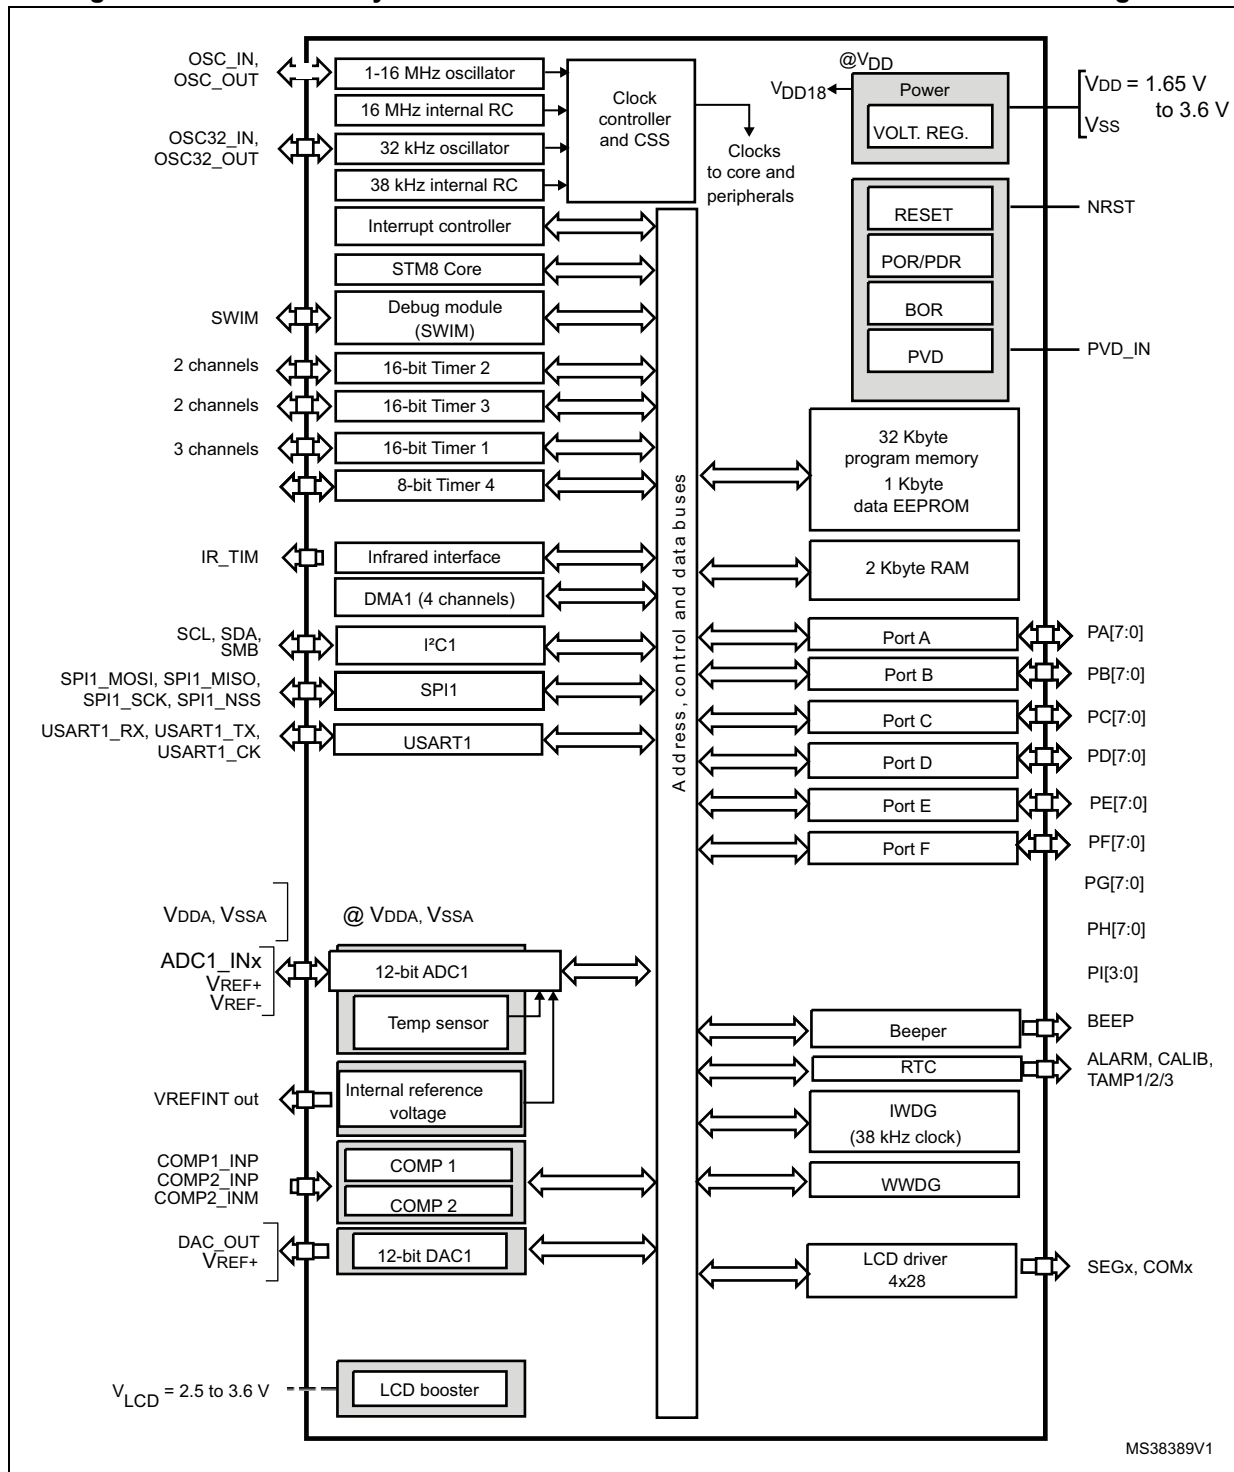 OSC_IN,
OSC_OUT
1-16 MHz oscillator
16 MHz internal RC
OSC32_IN,
OSC32_OUT
32 kHz oscillator
38 kHz internal RC
Clock
controller
and CSS
Clocks
to core and
peripherals
@VDD
VDD18
Power
VOLT. REG.
VDD = 1.65 V
to 3.6 V
VSS
Interrupt controller
STM8 Core
SWIM
Debug module
(SWIM)
2 channels
16-bit Timer 2
2 channels
16-bit Timer 3
3 channels
16-bit Timer 1
8-bit Timer 4
IR_TIM
Infrared interface
DMA1 (4 channels)
SCL, SDA,
SMB
I²C1
SPI1_MOSI, SPI1_MISO,
SPI1_SCK, SPI1_NSS
SPI1
USART1_RX, USART1_TX,
USART1_CK
USART1
VDDA, VSSA
@ VDDA, VSSA
ADC1_INx
VREF+
VREF-
12-bit ADC1
Temp sensor
VREFINT out
Internal reference
voltage
COMP1_INP
COMP2_INP
COMP2_INM
COMP 1
COMP 2
DAC_OUT
VREF+
12-bit DAC1
VLCD = 2.5 to 3.6 V
LCD booster
Address, control and data buses
RESET
NRST
POR/PDR
BOR
PVD
PVD_IN
32 Kbyte
program memory
1 Kbyte
data EEPROM
2 Kbyte RAM
Port A
PA[7:0]
Port B
PB[7:0]
Port C
PC[7:0]
Port D
PD[7:0]
Port E
PE[7:0]
Port F
PF[7:0]
PG[7:0]
PH[7:0]
PI[3:0]
Beeper
BEEP
RTC
ALARM, CALIB,
TAMP1/2/3
IWDG
(38 kHz clock)
WWDG
LCD driver
4x28
SEGx, COMx
MS38389V1